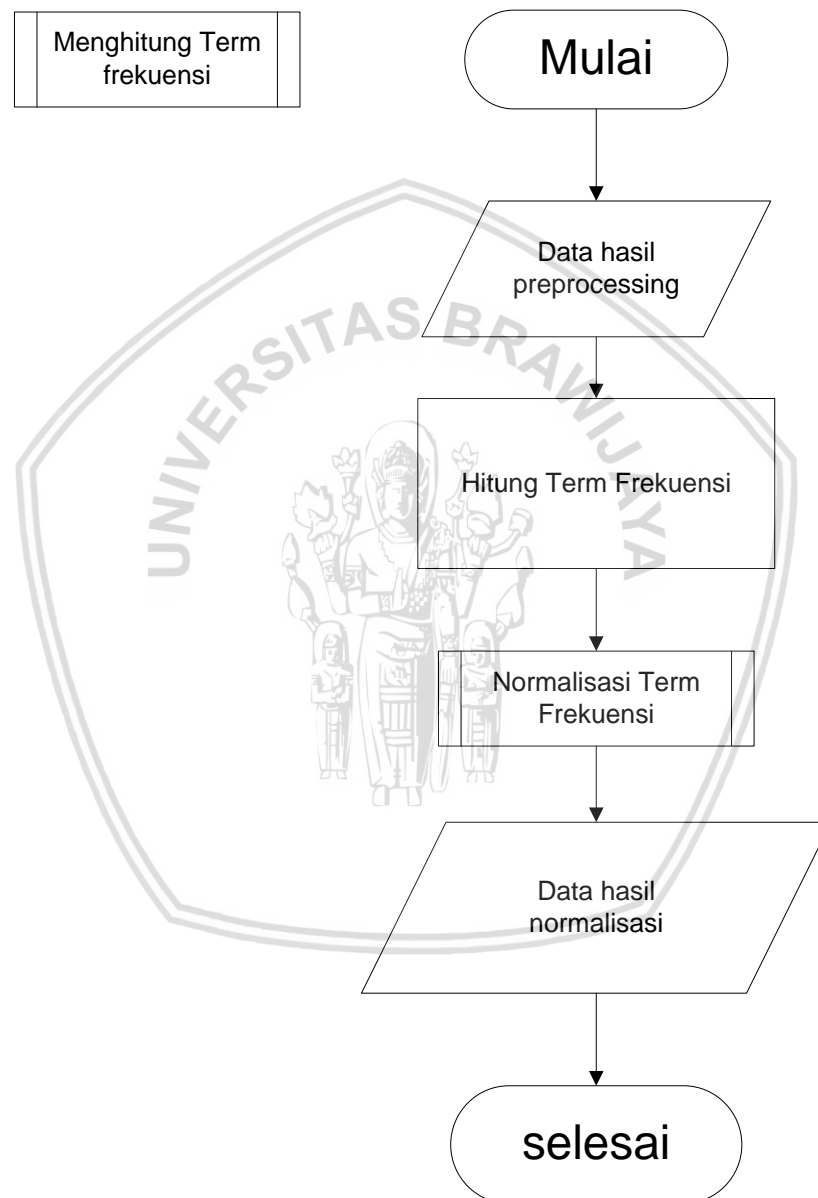 Menghitung Term
frekuensi
Mulai
Data hasil
preprocessing
UNIVERSITAS BRAWIJAYA
Hitung Term Frekuensi
Normalisasi Term
Frekuensi
Data hasil
normalisasi
selesai